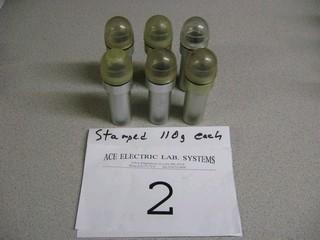 Stamped 110g each
ACE ELECTRIC LAB. SYSTEMS
2